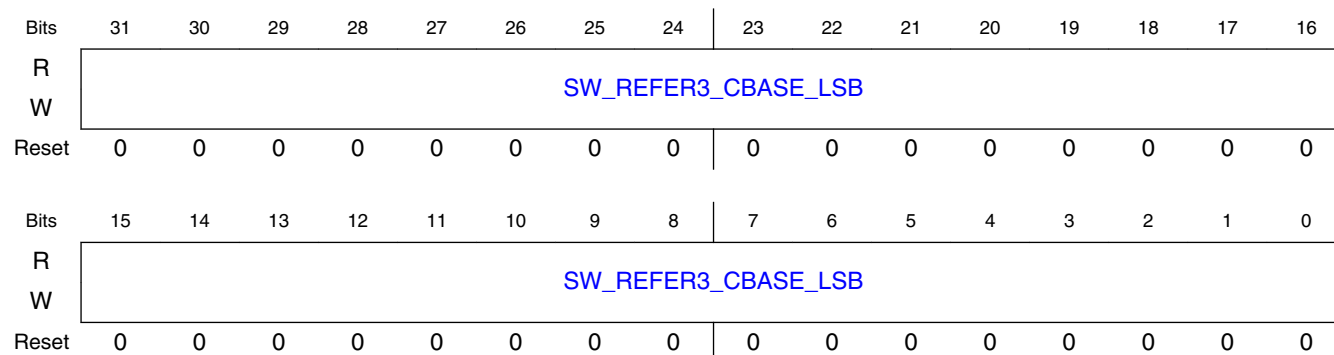 Bits 31 30 29 28 27 26 25 24 23 22 21 20 19 18 17 16
R
SW_REFER3_CBASE_LSB
W
Reset 0 0 0 0 0 0 0 0 0 0 0 0 0 0 0 0
Bits 15 14 13 12 11 10 9 8 7 6 5 4 3 2 1 0
R
SW_REFER3_CBASE_LSB
W
Reset 0 0 0 0 0 0 0 0 0 0 0 0 0 0 0 0